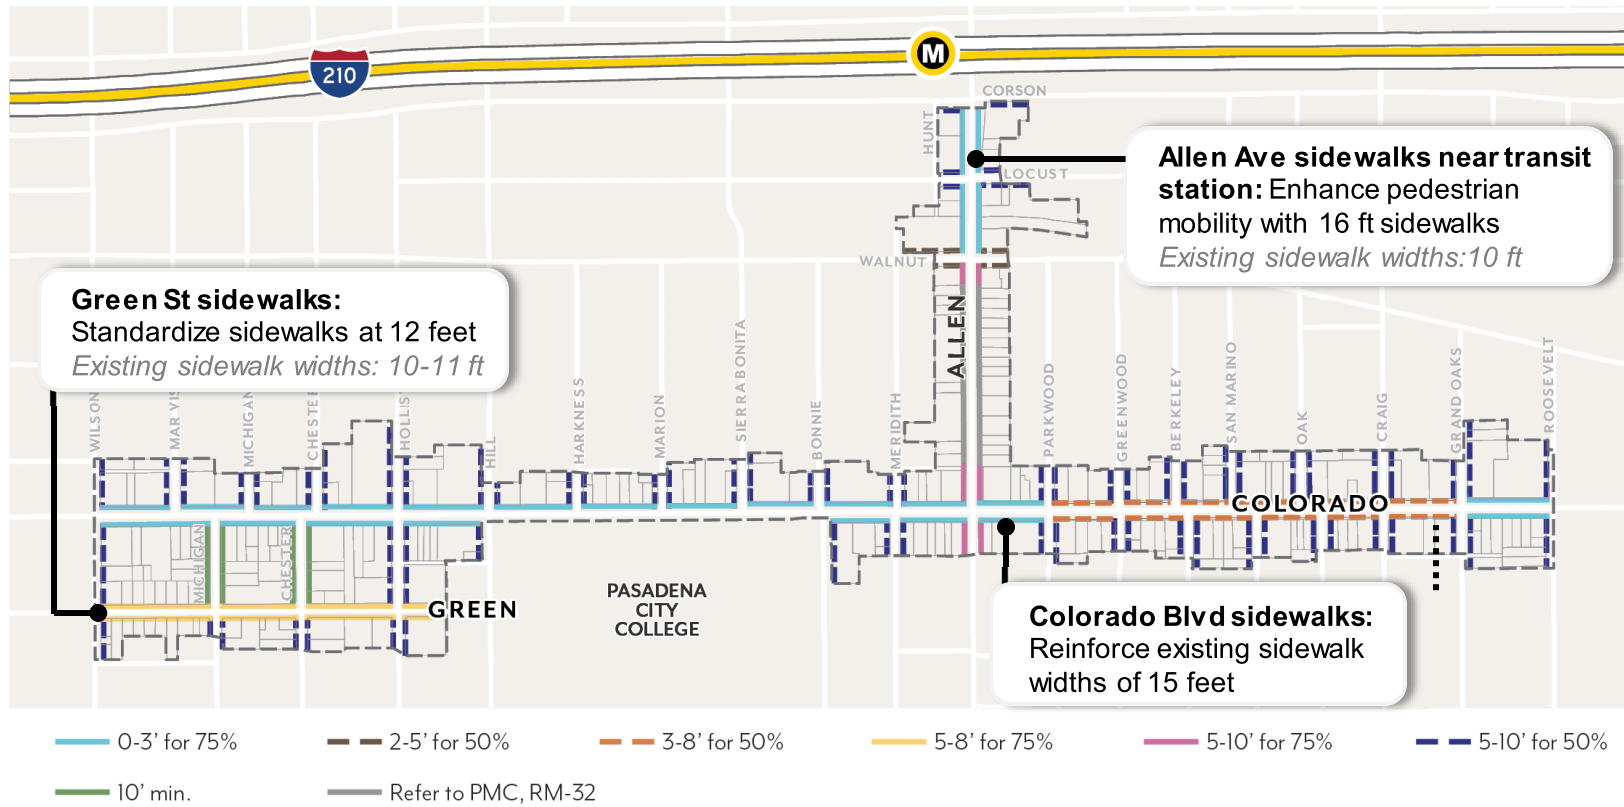 210
M
CORSON
HUNT
LOCUST
WALNUT
Allen Ave sidewalks near transit
station: Enhance pedestrian
mobility with 16 ft sidewalks
Existing sidewalk widths:10 ft
Green St sidewalks:
Standardize sidewalks at 12 feet
Existing sidewalk widths: 10-11 ft
ALLEN
WILSON
MAR VIS
MICHIGAN
CHESTER
HOLLIS
HILL
HARKNESS
MARION
SIERRA BONITA
BONNIE
MERIDITH
PARKWOOD
GREENWOOD
BERKELEY
SAN MARINO
OAK
CRAIG
GRAND OAKS
ROOSEVELT
COLORADO
MICHIGAN
CHESTER
GREEN
PASADENA
CITY
COLLEGE
Colorado Blvd sidewalks:
Reinforce existing sidewalk
widths of 15 feet
0-3’ for 75%
2-5’ for 50%
3-8’ for 50%
5-8’ for 75%
5-10’ for 75%
5-10’ for 50%
10’ min.
Refer to PMC, RM-32